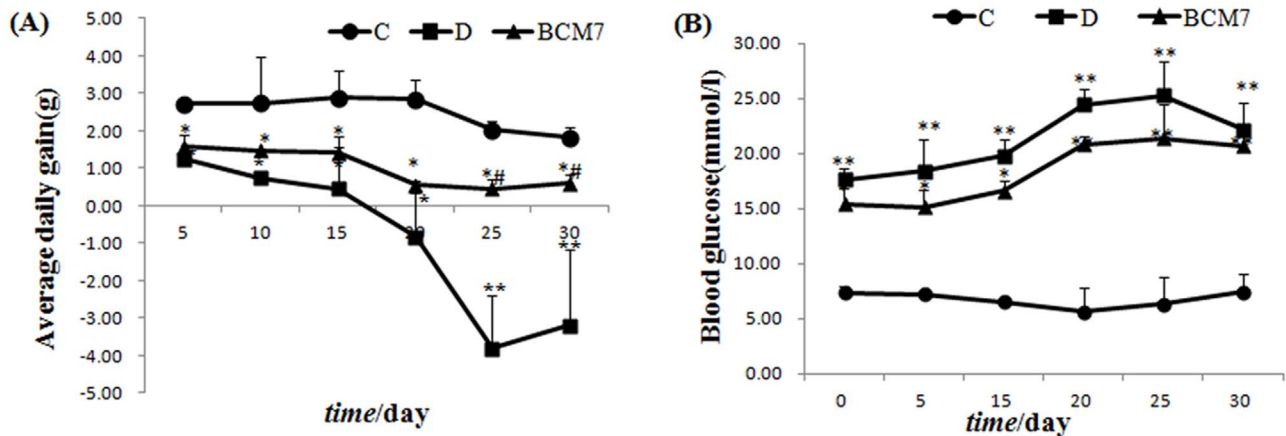 (A)
C D BCM7
5.00
4.00
3.00
2.00
1.00
0.00
-1.00
-2.00
-3.00
-4.00
-5.00
Average daily gain(g)
* * * * *# *#
* * * * ** **
5 10 15 20 25 30
time/day
(B)
C D BCM7
30.00
25.00
20.00
15.00
10.00
5.00
0.00
Blood glucose(mmol/l)
** ** ** ** ** **
* * * ** ** **
0 5 15 20 25 30
time/day